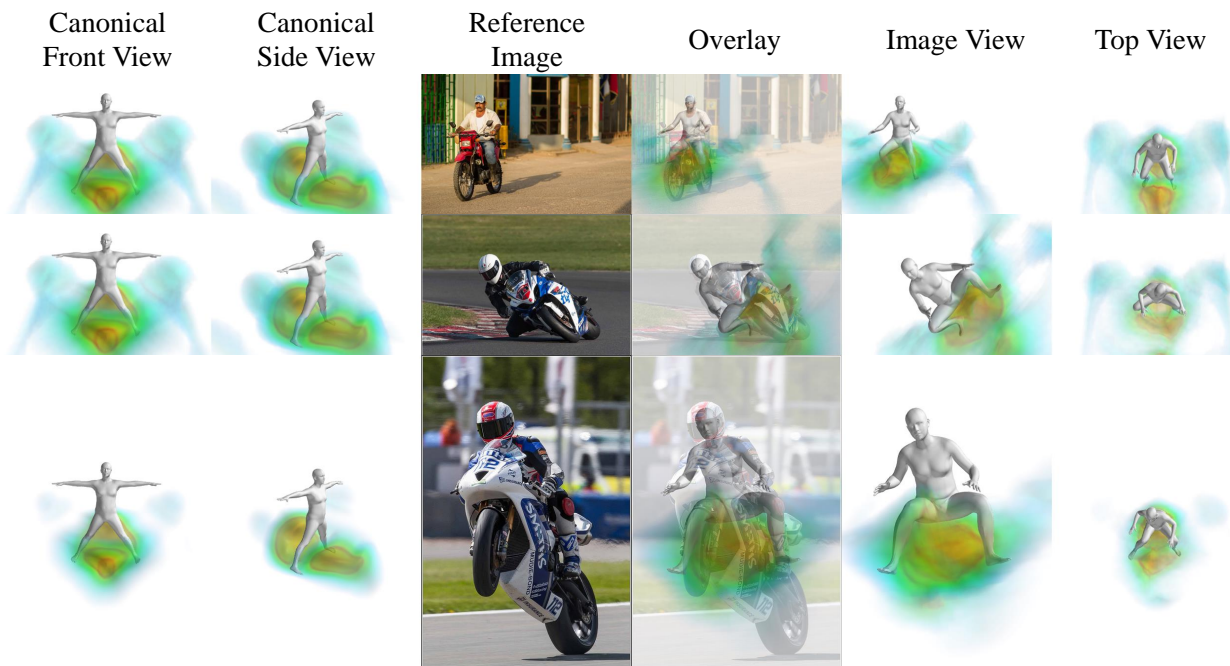 Canonical
Front View
Canonical
Side View
Reference
Image
Overlay
Image View
Top View